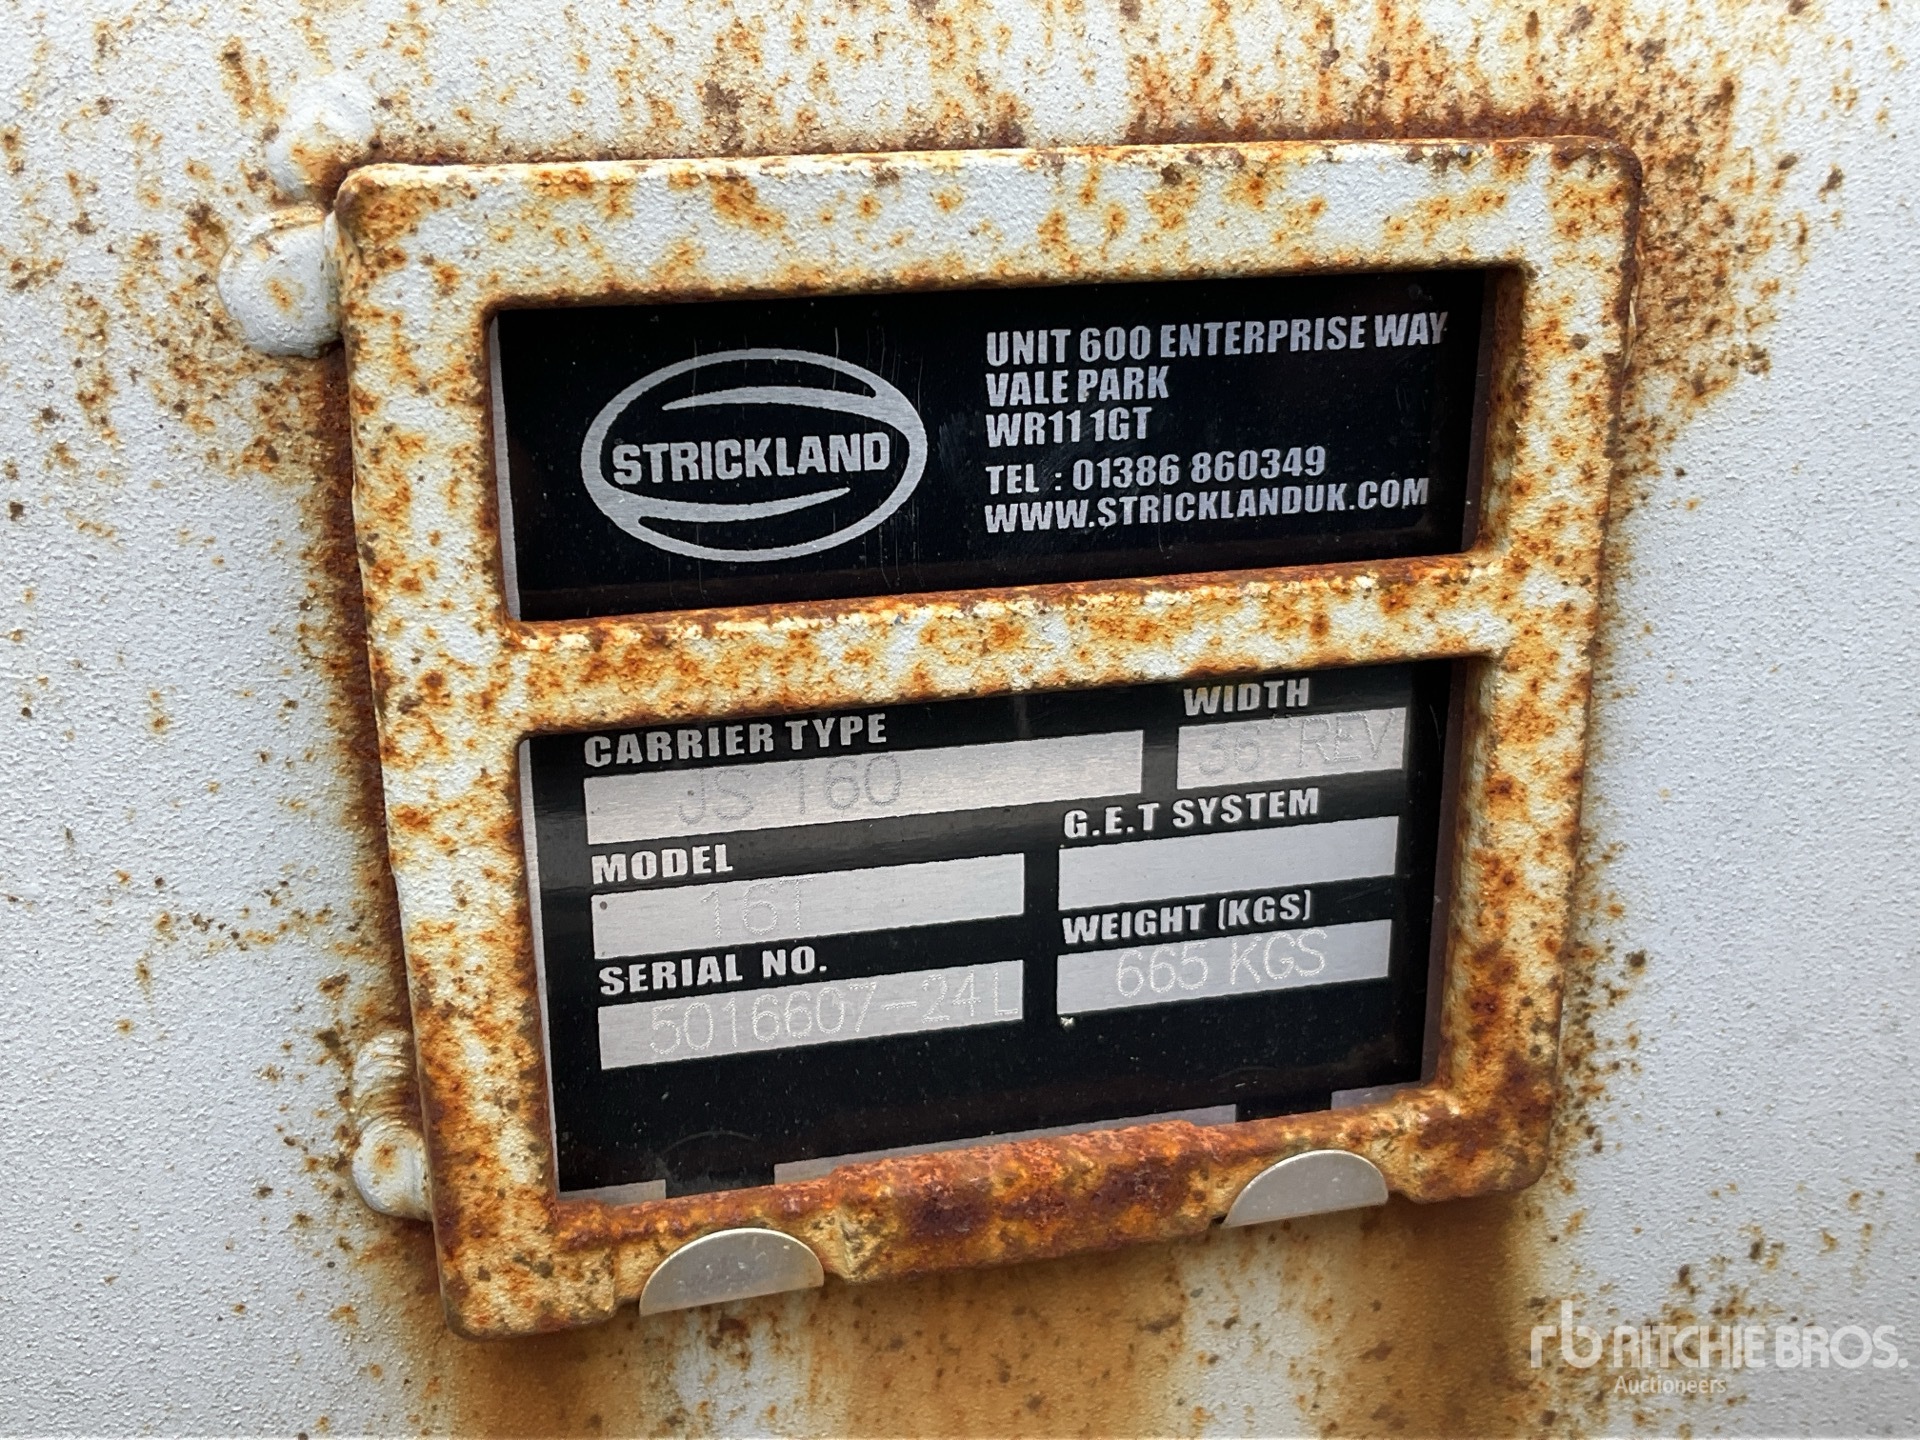 STRICKLAND
UNIT 600 ENTERPRISE WAY
VALE PARK
WR11 1GT
TEL : 01386 860349
WWW.STRICKLANDUK.COM
CARRIER TYPE
JS 160
WIDTH
36" REV
MODEL
16T
G.E.T SYSTEM
SERIAL NO.
5016607-24L
WEIGHT (KGS)
665 KGS
rb RITCHIE BROS.
Auctioneers